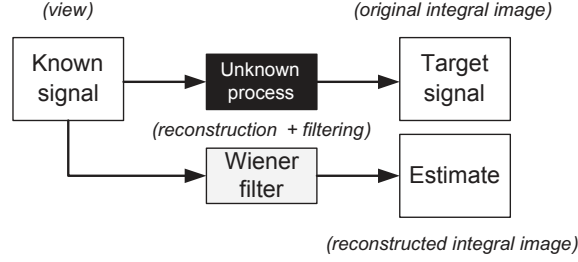 (view)
(original integral image)
Known
signal
Unknown
process
Target
signal
(reconstruction + filtering)
Wiener
filter
Estimate
(reconstructed integral image)